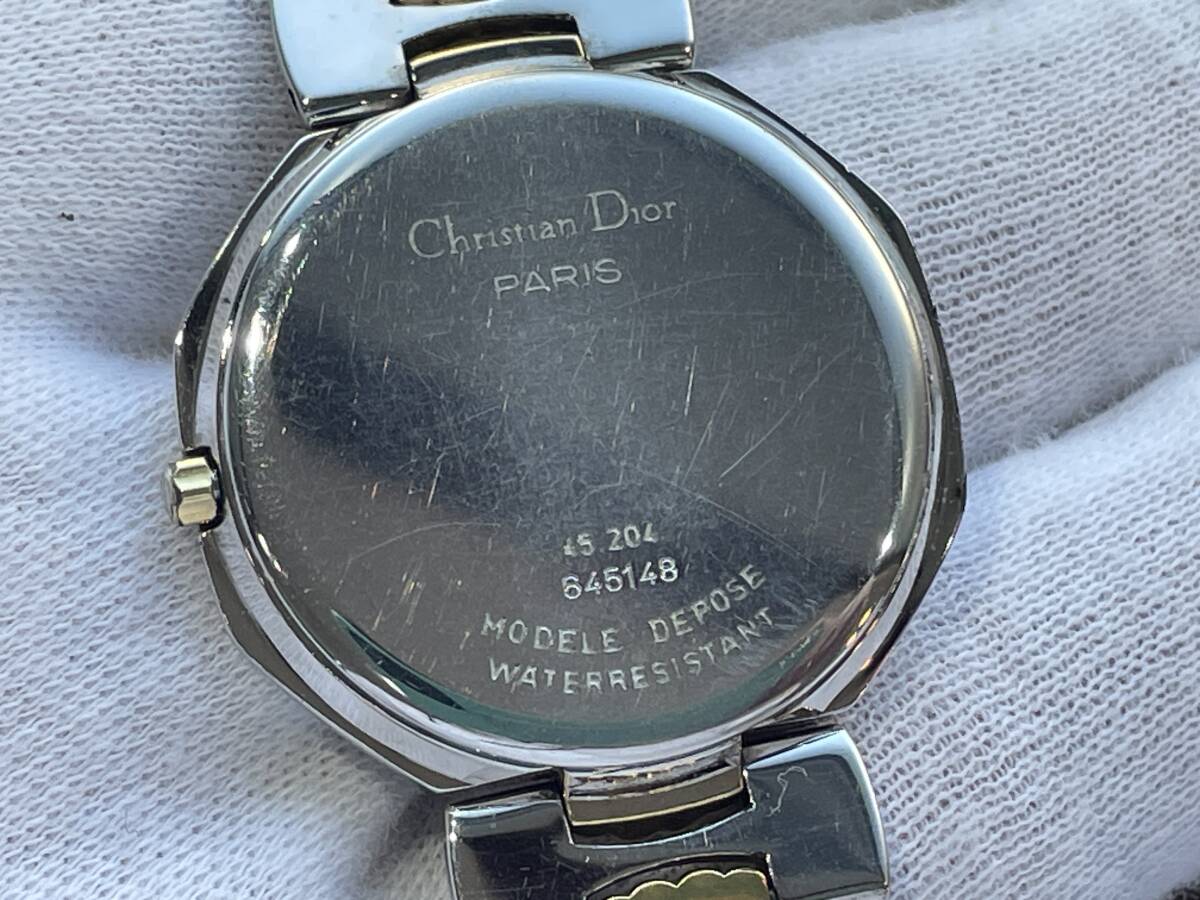 Christian Dior
PARIS
45.204
645148
MODELE DEPOSE
WATERRESISTANT